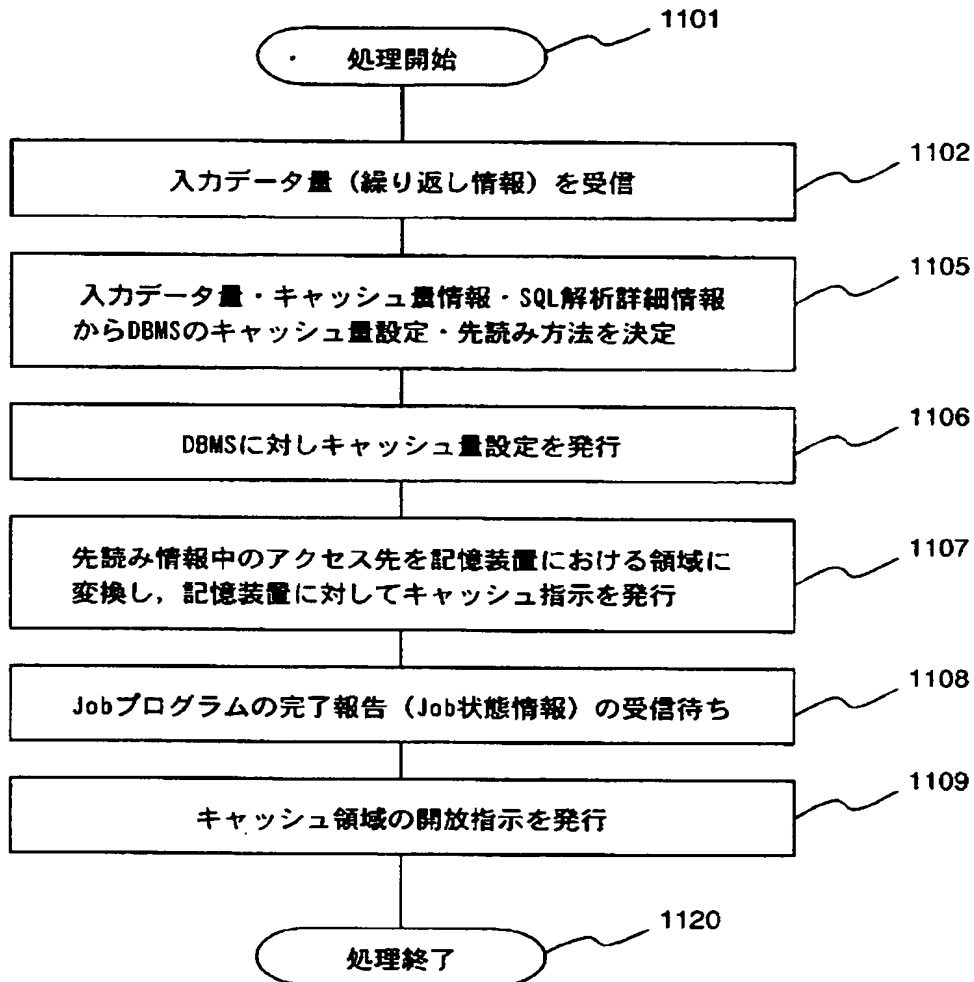 処理開始
1101
入力データ量（繰り返し情報）を受信
1102
入力データ量・キャッシュ量情報・SQL解析詳細情報
からDBMSのキャッシュ量設定・先読み方法を決定
1105
DBMSに対しキャッシュ量設定を発行
1106
先読み情報中のアクセス先を記憶装置における領域に
変換し，記憶装置に対してキャッシュ指示を発行
1107
Jobプログラムの完了報告（Job状態情報）の受信待ち
1108
キャッシュ領域の開放指示を発行
1109
処理終了
1120